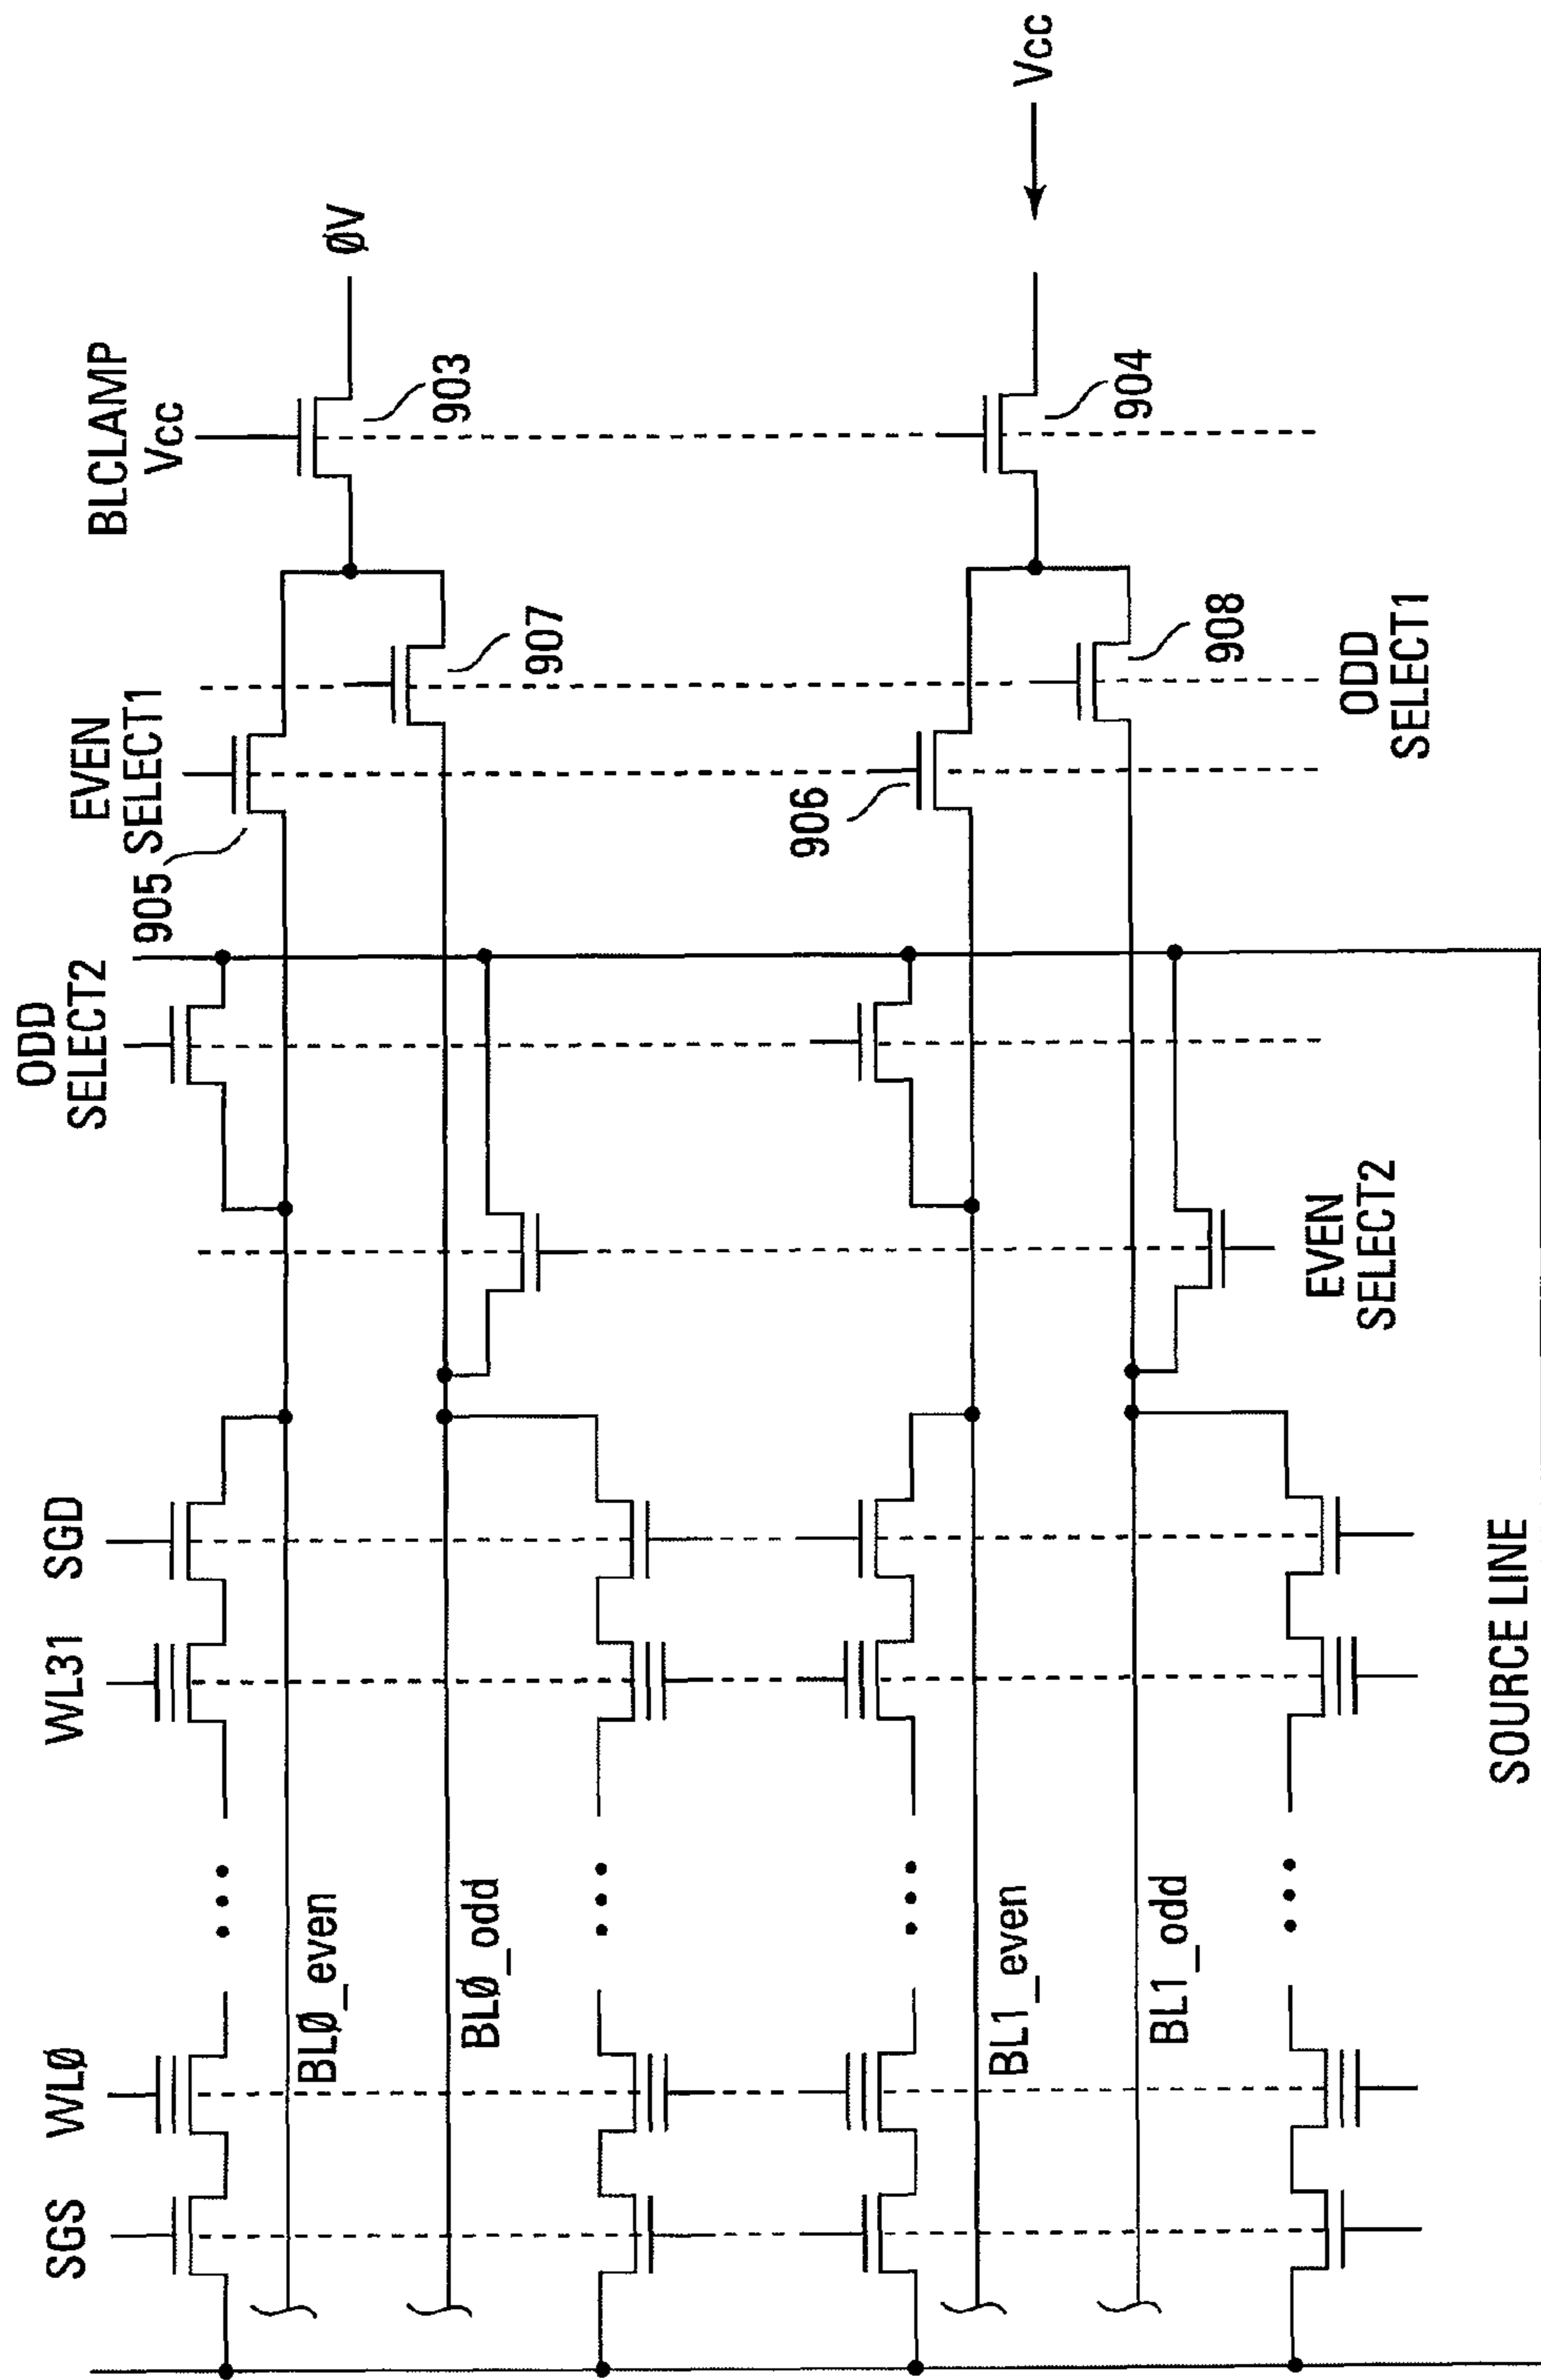 BLCLAMP
Vcc
ØV
Vcc
903
904
EVEN
SELECT1
907
908
ODD
SELECT1
905
906
ODD
SELECT2
EVEN
SELECT2
SGD
WL31
SOURCE LINE
BLØ_even
BLØ_odd
BL1_even
BL1_odd
WLØ
SGS